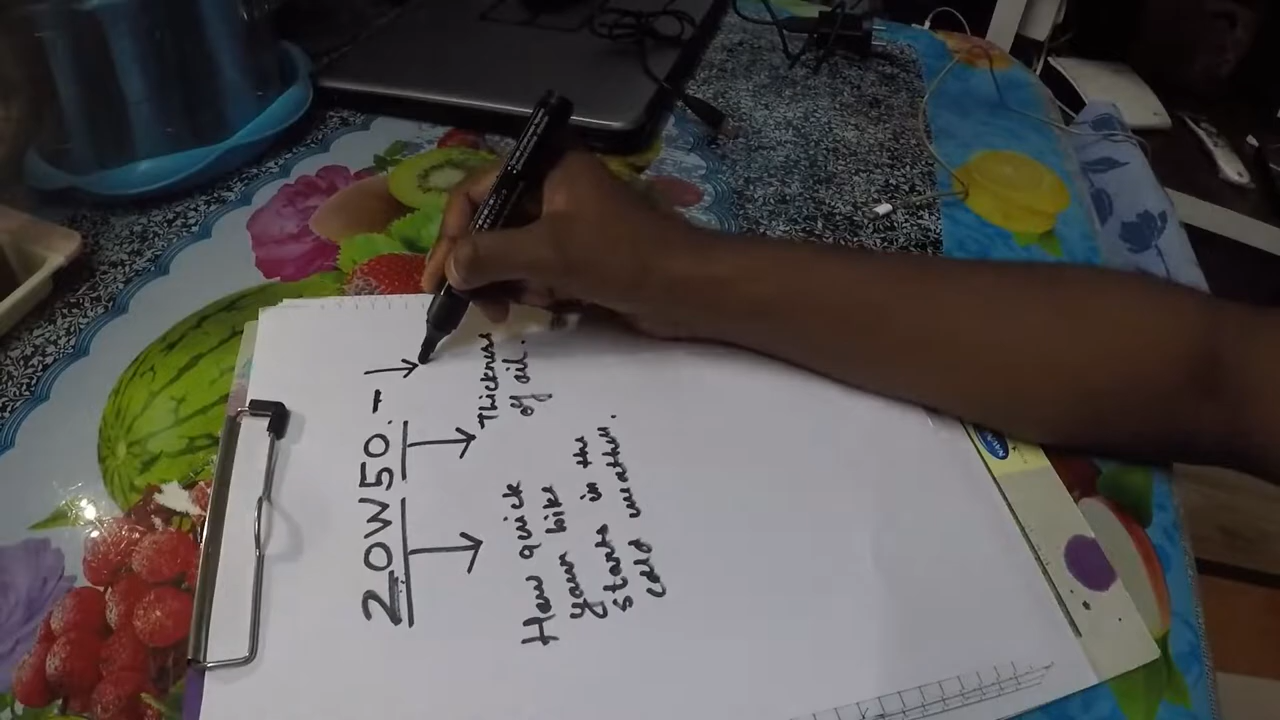 20W50. - →
Thickness
of oil.
How quick
your bike
starts in the
cold weather.